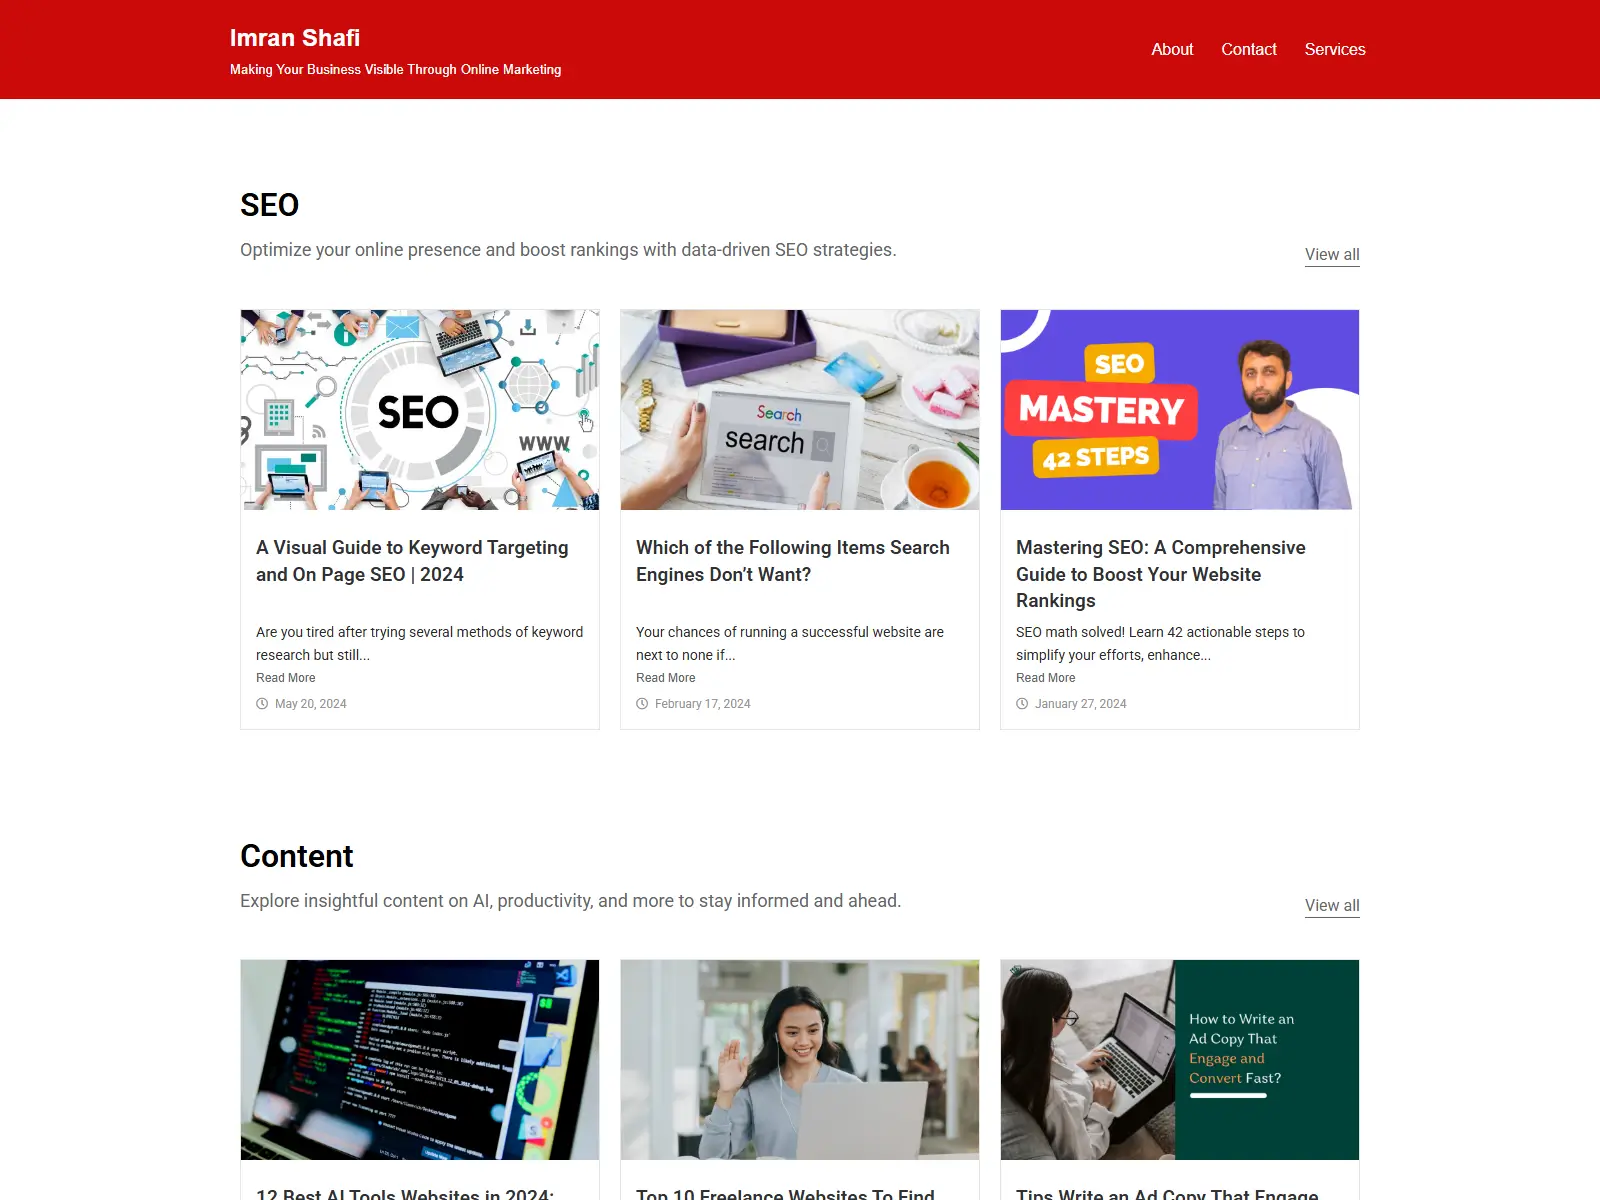 Imran Shafi
Making Your Business Visible Through Online Marketing
About
Contact
Services
SEO
Optimize your online presence and boost rankings with data-driven SEO strategies.
View all
SEO
WWW.
Search
search
SEO
MASTERY
42 STEPS
A Visual Guide to Keyword Targeting
and On Page SEO | 2024
Are you tired after trying several methods of keyword
research but still...
Read More
May 20, 2024
Which of the Following Items Search
Engines Don’t Want?
Your chances of running a successful website are
next to none if...
Read More
February 17, 2024
Mastering SEO: A Comprehensive
Guide to Boost Your Website
Rankings
SEO math solved! Learn 42 actionable steps to
simplify your efforts, enhance...
Read More
January 27, 2024
Content
Explore insightful content on AI, productivity, and more to stay informed and ahead.
View all
How to Write an
Ad Copy That
Engage and
Convert Fast?
12 Best AI Tools Websites in 2024:
Top 10 Freelance Websites To Find
Tips Write an Ad Copy That Engage